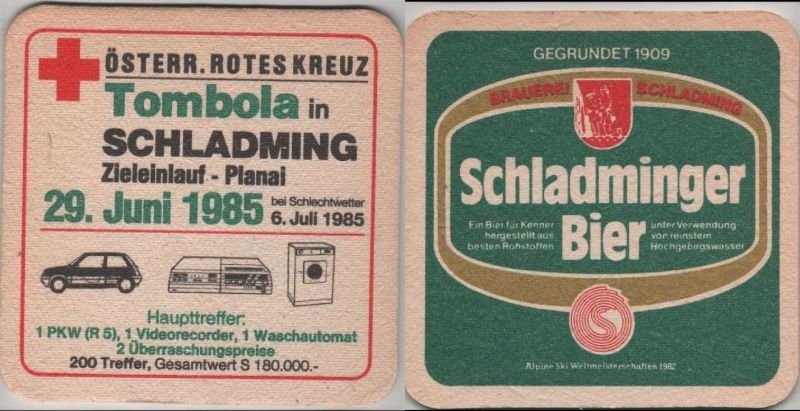 ÖSTERR. ROTES KREUZ
Tombola in
SCHLADMING
Zieleinlauf - Planai
29. Juni 1985 bei Schlechtwetter
6. Juli 1985
Haupttreffer:
1 PKW (R 5), 1 Videorecorder, 1 Waschautomat
2 Überraschungspreise
200 Treffer, Gesamtwert S 180.000.-
GEGRUNDET 1909
BRAUEREI SCHLADMING
Schladminger
Bier
Ein Bier für Kenner
hergestellt aus
besten Rohstoffen
unter Verwendung
von reinstem
Hochgebirgswasser
S
Alpine Ski Weltmeisterschaften 1982